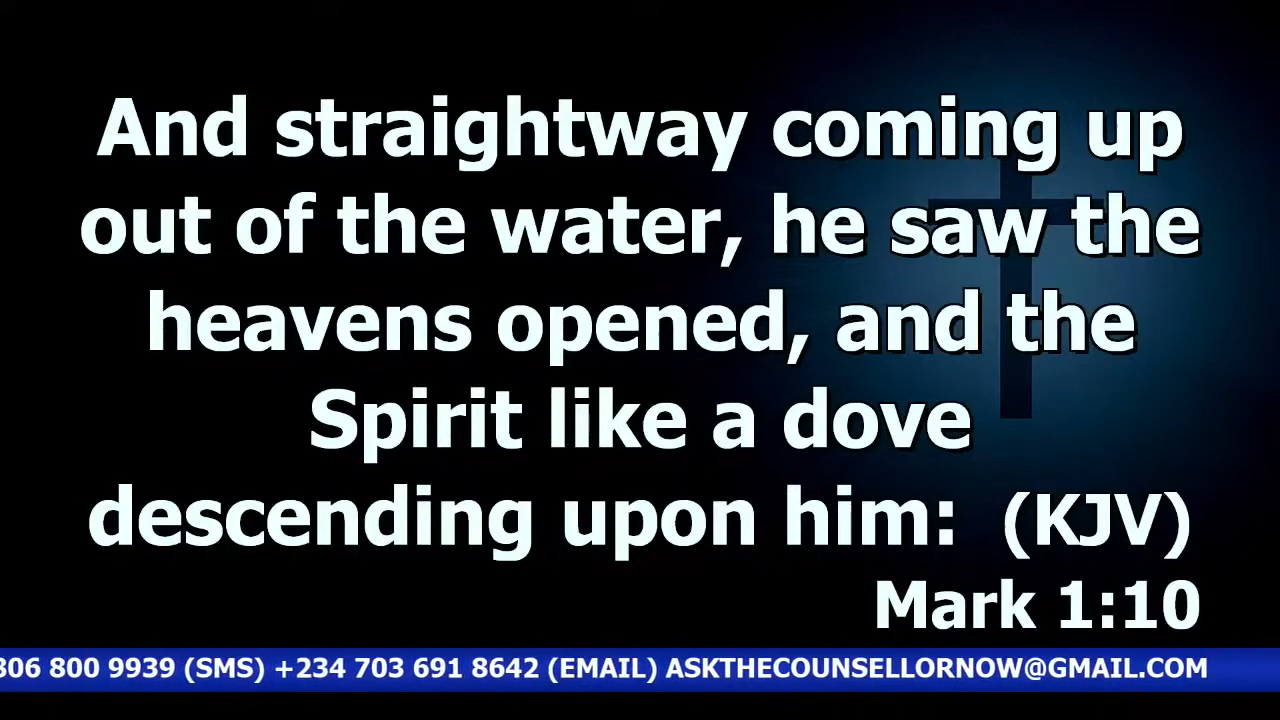 And straightway coming up
out of the water, he saw the
heavens opened, and the
Spirit like a dove
descending upon him: (KJV)
Mark 1:10
806 800 9939 (SMS) +234 703 691 8642 (EMAIL) ASKTHECOUNSELLORNOW@GMAIL.COM